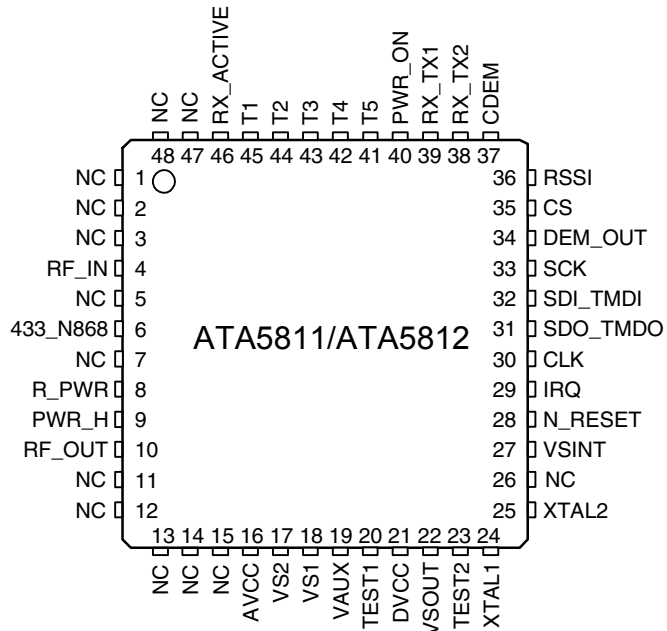 NC
NC
RX_ACTIVE
T1
T2
T3
T4
T5
PWR_ON
RX_TX1
RX_TX2
CDEM
48 47 46 45 44 43 42 41 40 39 38 37
NC 1
NC 2
NC 3
RF_IN 4
NC 5
433_N868 6
NC 7
R_PWR 8
PWR_H 9
RF_OUT 10
NC 11
NC 12
ATA5811/ATA5812
36 RSSI
35 CS
34 DEM_OUT
33 SCK
32 SDI_TMDI
31 SDO_TMDO
30 CLK
29 IRQ
28 N_RESET
27 VSINT
26 NC
25 XTAL2
13 14 15 16 17 18 19 20 21 22 23 24
NC
NC
NC
AVCC
VS2
VS1
VAUX
TEST1
DVCC
VSOUT
TEST2
XTAL1